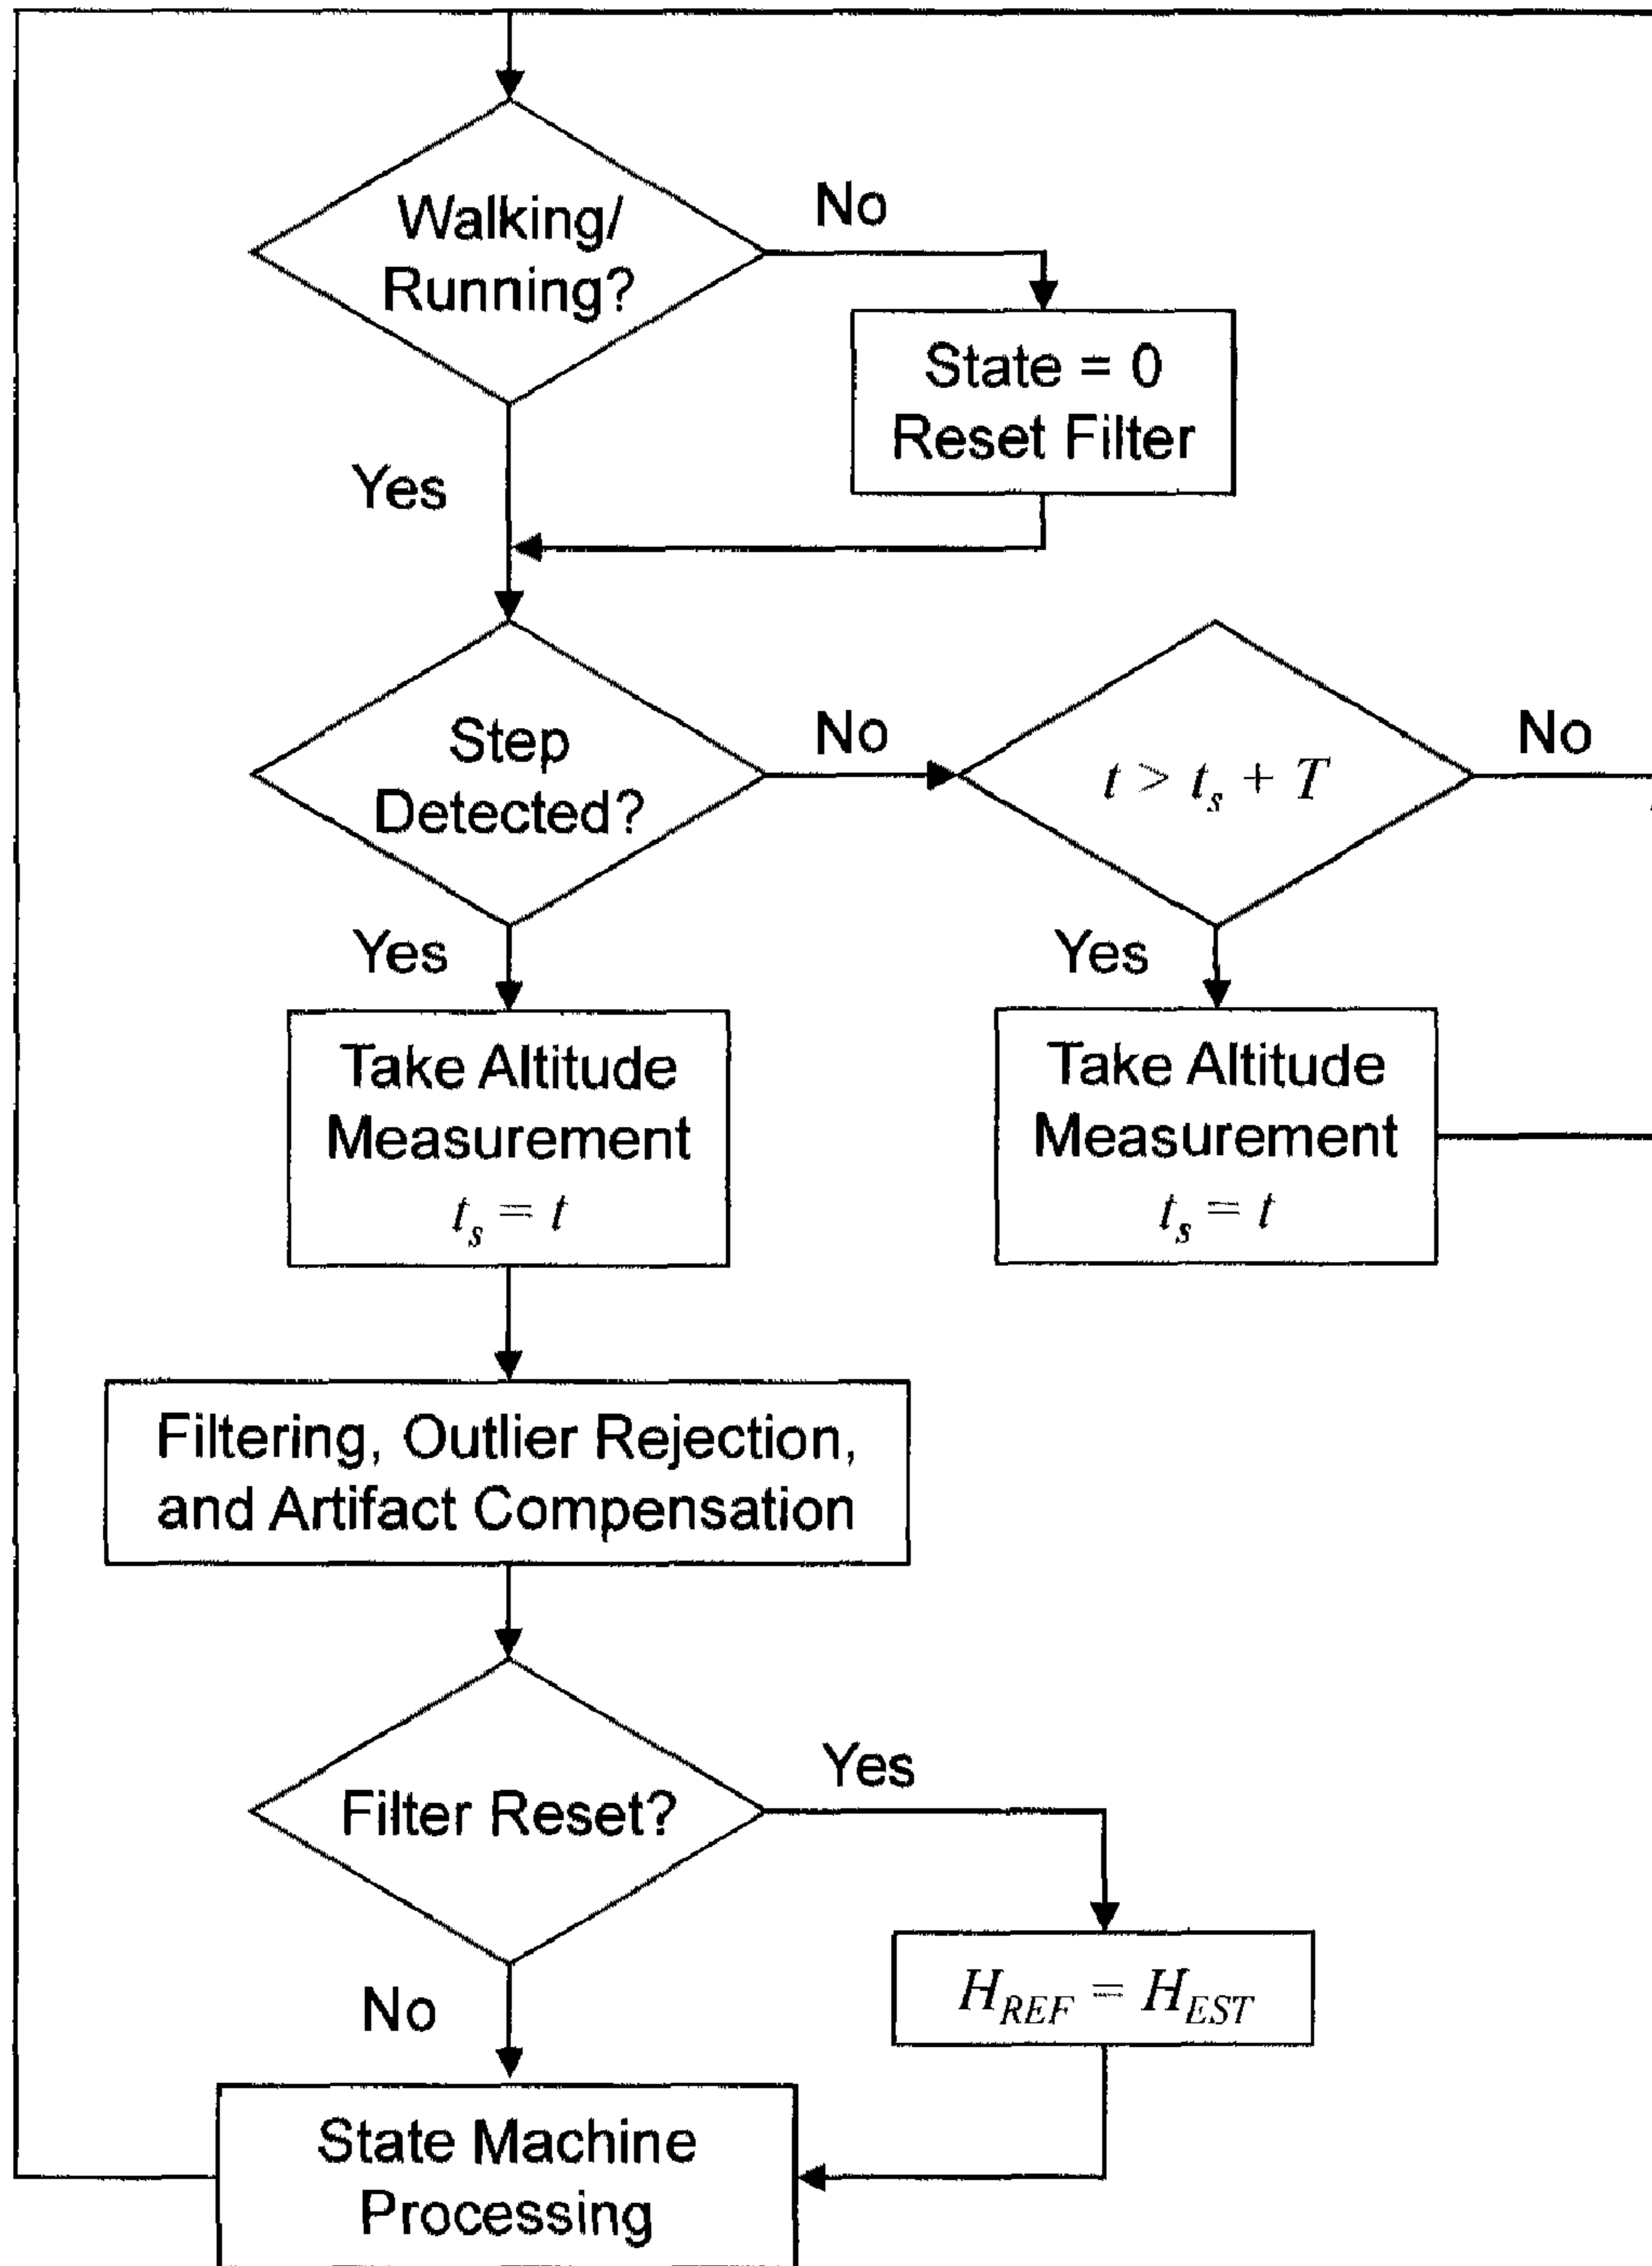 Walking/
Running?
No
State = 0
Reset Filter
Yes
Step
Detected?
No
t > t_s + T
No
Yes
Take Altitude
Measurement
t_s = t
Yes
Take Altitude
Measurement
t_s = t
Filtering, Outlier Rejection,
and Artifact Compensation
Filter Reset?
Yes
H_REF = H_EST
No
State Machine
Processing